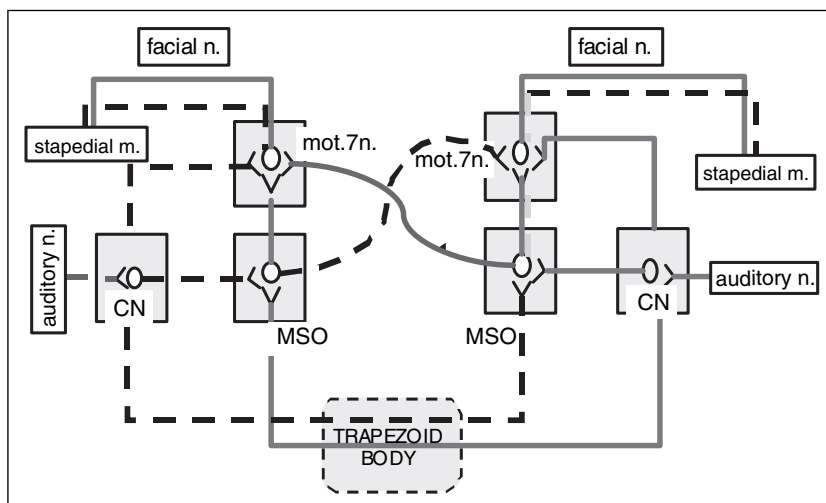 facial n.
facial n.
stapedial m.
mot.7n.
mot.7n.
stapedial m.
auditory n.
CN
MSO
MSO
CN
auditory n.
TRAPEZOID
BODY